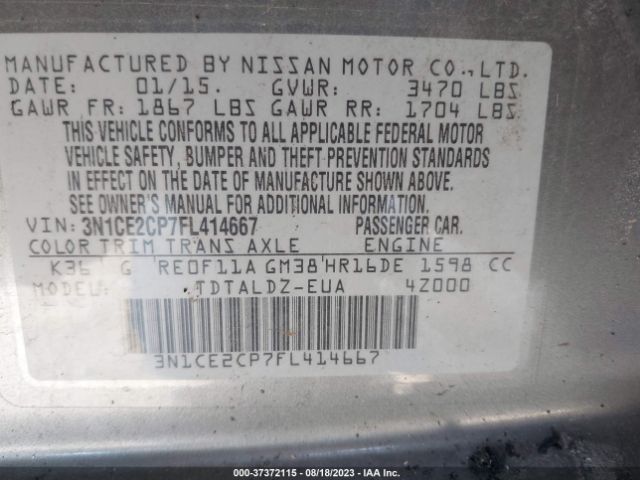 MANUFACTURED BY NISSAN MOTOR CO., LTD.
DATE: 01/15. GVWR: 3470 LBS
GAWR FR: 1867 LBS GAWR RR: 1704 LBS
THIS VEHICLE CONFORMS TO ALL APPLICABLE FEDERAL MOTOR
VEHICLE SAFETY, BUMPER AND THEFT PREVENTION STANDARDS
IN EFFECT ON THE DATE OF MANUFACTURE SHOWN ABOVE.
SEE OWNER'S MANUAL FOR ADDITIONAL INFORMATION.
VIN: 3N1CE2CP7FL414667 PASSENGER CAR.
COLOR TRIM TRANS AXLE ENGINE
K36 G RE0F11A GM38 HR16DE 1598 CC
MODEL: TDTALDZ-EUA 4Z000
3N1CE2CP7FL414667
000-37372115 - 08/18/2023 - IAA Inc.